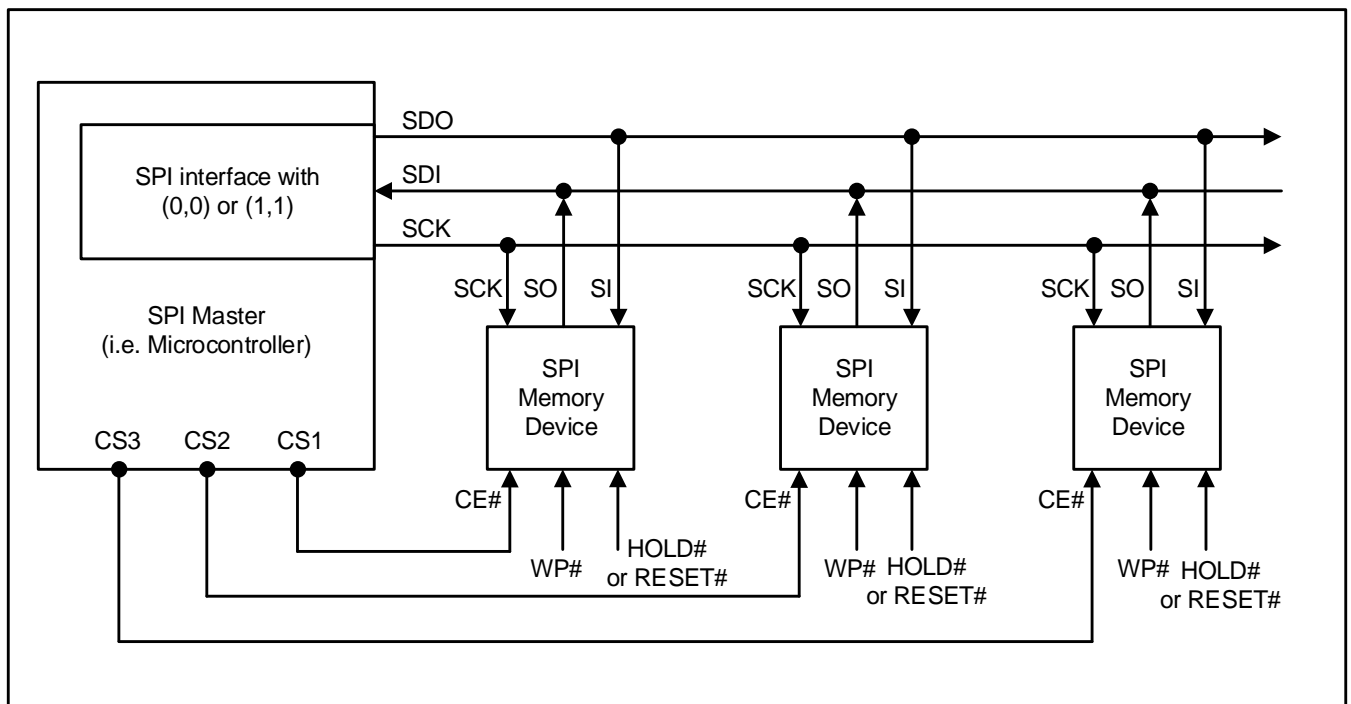 SDO
SPI interface with
(0,0) or (1,1)
SDI
SCK
SPI Master
(i.e. Microcontroller)
CS3
CS2
CS1
SCK
SO
SI
SPI
Memory
Device
CE#
WP#
HOLD#
or RESET#
SCK
SO
SI
SPI
Memory
Device
CE#
WP#
HOLD#
or RESET#
SCK
SO
SI
SPI
Memory
Device
CE#
WP#
HOLD#
or RESET#